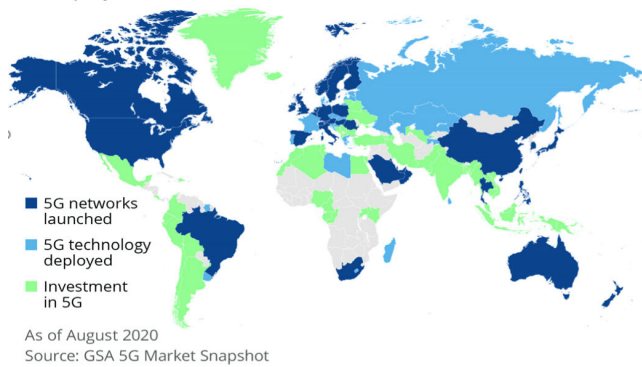 5G networks
launched
5G technology
deployed
Investment
in 5G
As of August 2020
Source: GSA 5G Market Snapshot